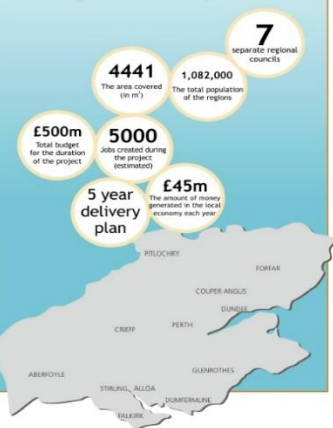 7
separate regional
councils
4441
The area covered
(in m²)
1,082,000
The total population
of the regions
£500m
Total budget
for the duration
of the project
5000
Jobs created during
the project
(estimated)
5 year
delivery
plan
£45m
The amount of money
generated in the local
economy each year
PITLOCHRY
FORFAR
COUPER ANGUS
DUNDEE
CRIEFF
PERTH
ABERFOYLE
GLENROTHES
STIRLING
ALLOA
DUMFERMLINE
FALKIRK